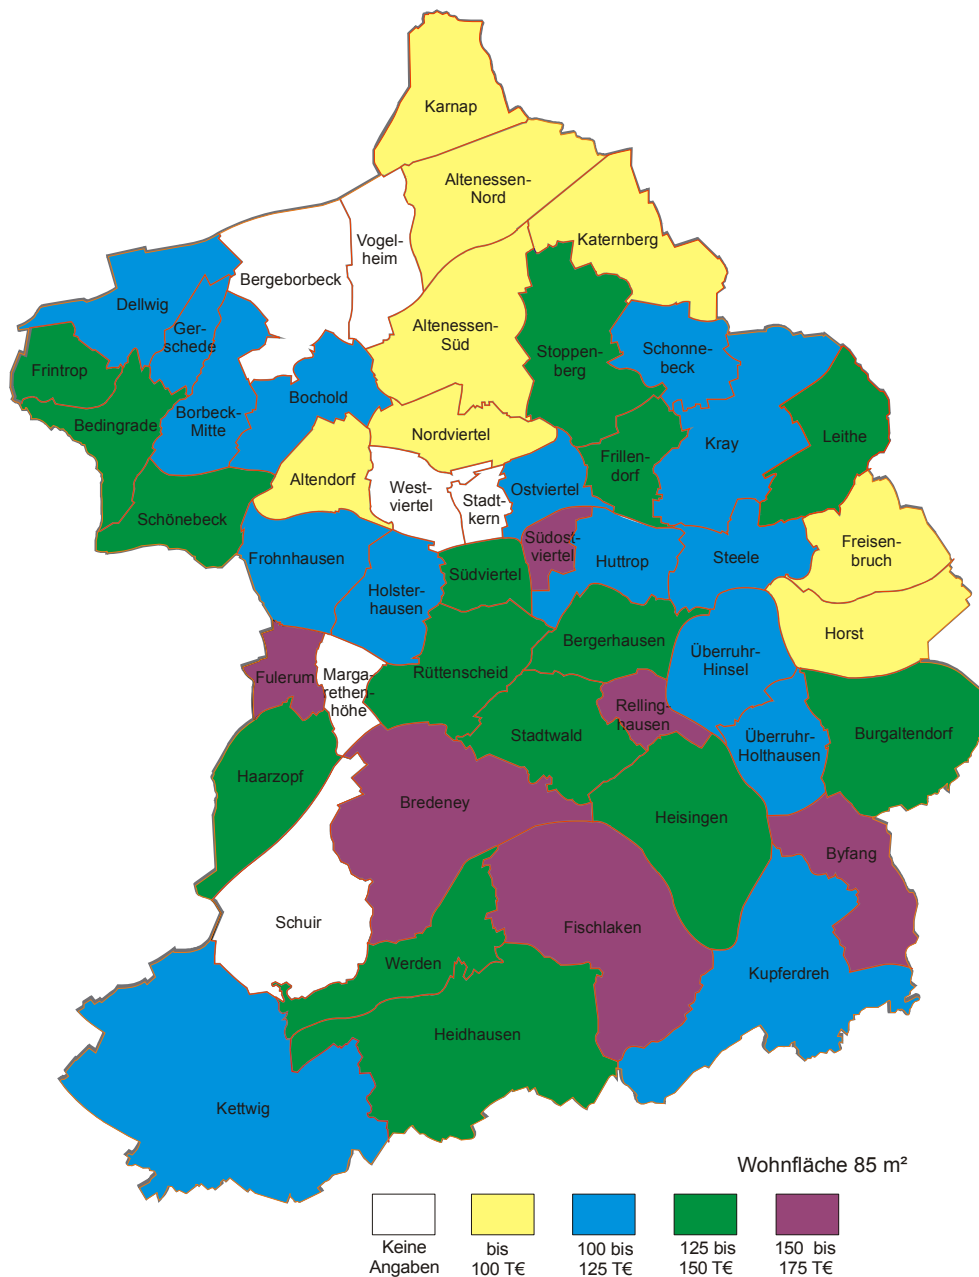 Karnap
Altenessen-
Nord
Katernberg
Vogel-
heim
Bergeborbeck
Dellwig
Ger-
schede
Altenessen-
Süd
Stoppen-
berg
Schonne-
beck
Frintrop
Bedingrade
Borbeck-
Mitte
Bochold
Nordviertel
Kray
Leithe
Frillen-
dorf
Altendorf
West-
viertel
Stadt-
kern
Ostviertel
Schönebeck
Frohnhausen
Holster-
hausen
Südviertel
Südost-
viertel
Huttrop
Steele
Freisen-
bruch
Horst
Bergerhausen
Überruhr-
Hinsel
Fulerum
Marga-
rethen-
höhe
Rüttenscheid
Relling-
hausen
Stadtwald
Überruhr-
Holthausen
Burgaltendorf
Haarzopf
Bredeney
Heisingen
Byfang
Schuir
Fischlaken
Werden
Kupferdreh
Heidhausen
Kettwig
Wohnfläche 85 m²
Keine
Angaben
bis
100 T€
100 bis
125 T€
125 bis
150 T€
150 bis
175 T€